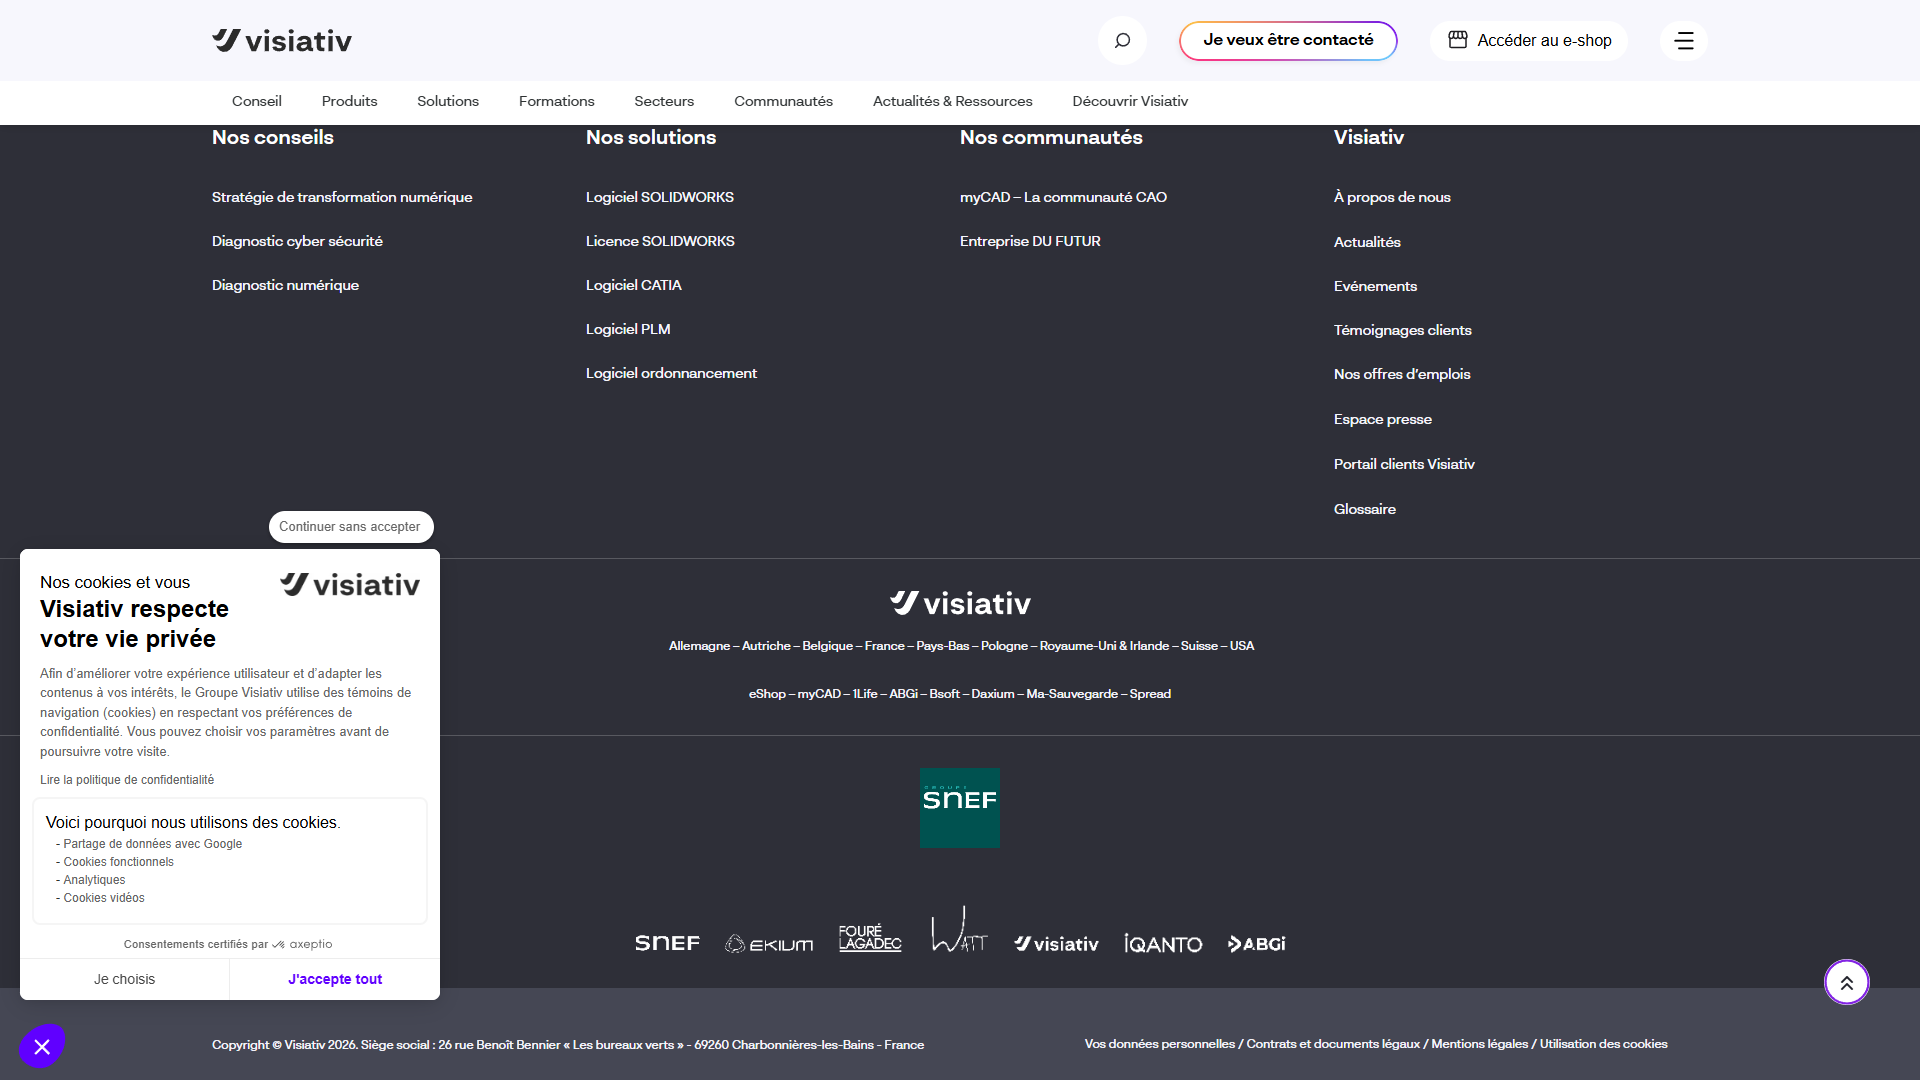 visiativ
Je veux être contacté
Accéder au e-shop
Conseil
Produits
Solutions
Formations
Secteurs
Communautés
Actualités & Ressources
Découvrir Visiativ
Nos conseils
Stratégie de transformation numérique
Diagnostic cyber sécurité
Diagnostic numérique
Nos solutions
Logiciel SOLIDWORKS
Licence SOLIDWORKS
Logiciel CATIA
Logiciel PLM
Logiciel ordonnancement
Nos communautés
myCAD – La communauté CAO
Entreprise DU FUTUR
Visiativ
À propos de nous
Actualités
Evénements
Témoignages clients
Nos offres d’emplois
Espace presse
Portail clients Visiativ
Glossaire
Continuer sans accepter
Nos cookies et vous
visiativ
Visiativ respecte
votre vie privée
Afin d’améliorer votre expérience utilisateur et d’adapter les
contenus à vos intérêts, le Groupe Visiativ utilise des témoins de
navigation (cookies) en respectant vos préférences de
confidentialité. Vous pouvez choisir vos paramètres avant de
poursuivre votre visite.
Lire la politique de confidentialité
Voici pourquoi nous utilisons des cookies.
- Partage de données avec Google
- Cookies fonctionnels
- Analytiques
- Cookies vidéos
Consentements certifiés par axeptio
Je choisis
J'accepte tout
visiativ
Allemagne – Autriche – Belgique – France – Pays-Bas – Pologne – Royaume-Uni & Irlande – Suisse – USA
eShop – myCAD – 1Life – ABGi – Bsoft – Daxium – Ma-Sauvegarde – Spread
GROUPE
SNEF
SNEF
EKIUM
FOURÉ
LAGADEC
WATT
visiativ
iQANTO
ABGi
Copyright © Visiativ 2026. Siège social : 26 rue Benoît Bennier « Les bureaux verts » - 69260 Charbonnières-les-Bains - France
Vos données personnelles / Contrats et documents légaux / Mentions légales / Utilisation des cookies